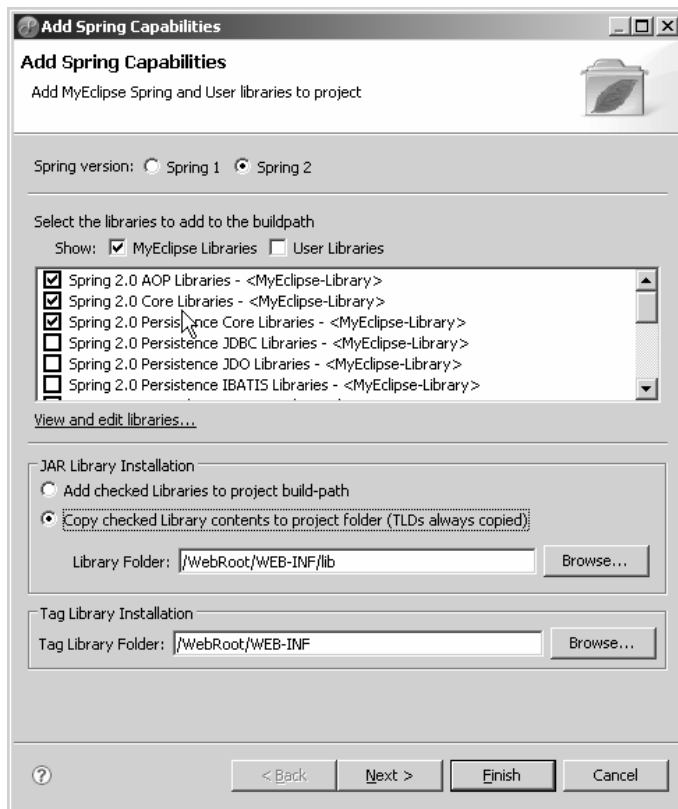 Add Spring Capabilities
Add Spring Capabilities
Add MyEclipse Spring and User libraries to project
Spring version: Spring 1 Spring 2
Select the libraries to add to the buildpath
Show: MyEclipse Libraries User Libraries
Spring 2.0 AOP Libraries - <MyEclipse-Library>
Spring 2.0 Core Libraries - <MyEclipse-Library>
Spring 2.0 Persistence Core Libraries - <MyEclipse-Library>
Spring 2.0 Persistence JDBC Libraries - <MyEclipse-Library>
Spring 2.0 Persistence JDO Libraries - <MyEclipse-Library>
Spring 2.0 Persistence IBATIS Libraries - <MyEclipse-Library>
View and edit libraries...
JAR Library Installation
Add checked Libraries to project build-path
Copy checked Library contents to project folder (TLDs always copied)
Library Folder: /WebRoot/WEB-INF/lib Browse...
Tag Library Installation
Tag Library Folder: /WebRoot/WEB-INF Browse...
? < Back Next > Finish Cancel